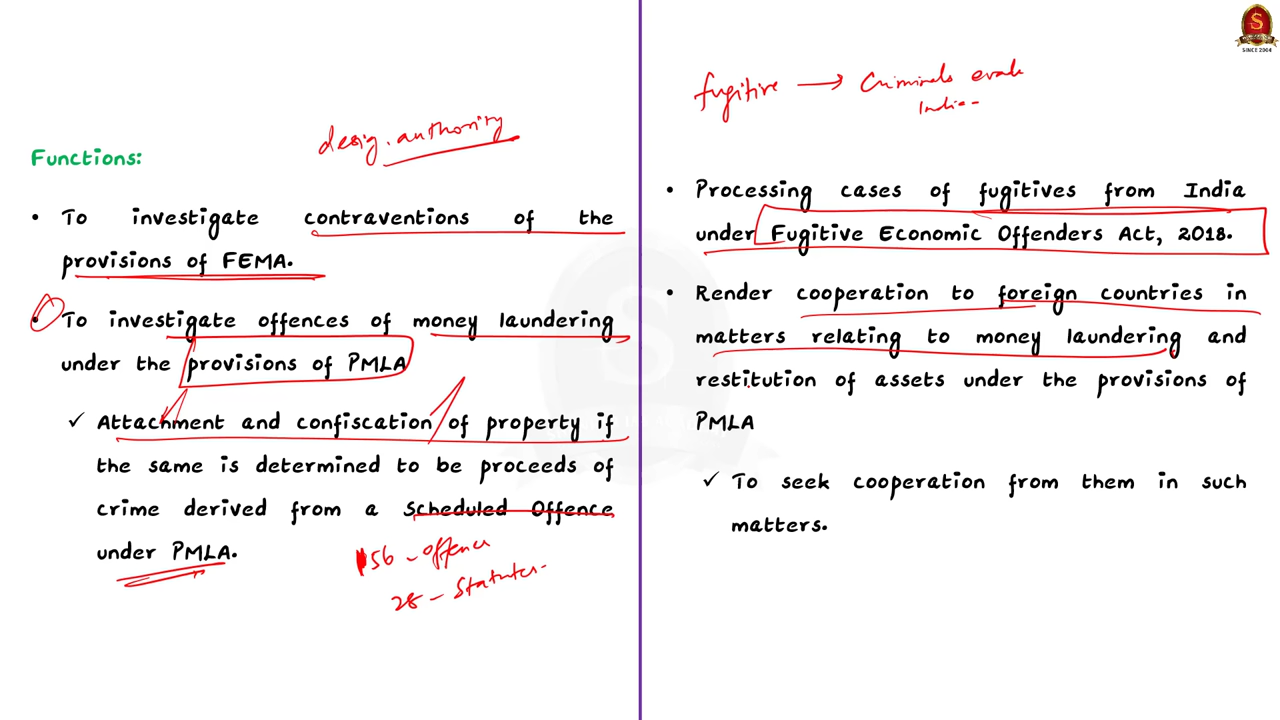 S
SINCE 2004
desig. authority
Functions:
• To investigate contraventions of the
provisions of FEMA.
• To investigate offences of money laundering
under the provisions of PMLA
✓ Attachment and confiscation of property if
the same is determined to be proceeds of
crime derived from a Scheduled Offence
under PMLA.
156 - offence
28 - Statutes.
fugitive → Criminals evade
India-
• Processing cases of fugitives from India
under Fugitive Economic Offenders Act, 2018.
• Render cooperation to foreign countries in
matters relating to money laundering and
restitution of assets under the provisions of
PMLA
✓ To seek cooperation from them in such
matters.